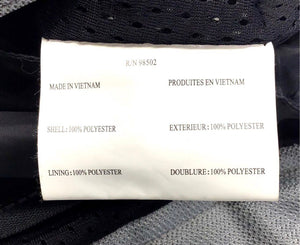 R/N 98502
MADE IN VIETNAM PRODUITES EN VIETNAM
SHELL: 100% POLYESTER EXTERIEUR: 100% POLYESTER
LINING: 100% POLYESTER DOUBLURE: 100% POLYESTER